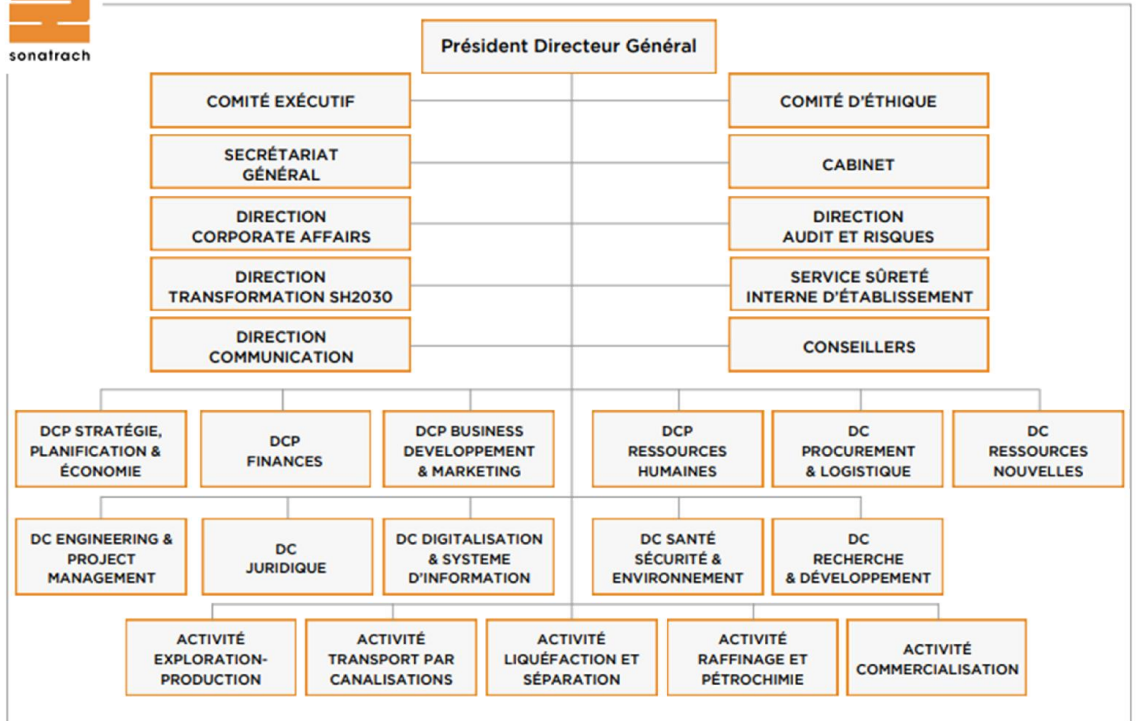 sonatrach
Président Directeur Général
COMITÉ EXÉCUTIF
COMITÉ D'ÉTHIQUE
SECRÉTARIAT
GÉNÉRAL
CABINET
DIRECTION
CORPORATE AFFAIRS
DIRECTION
AUDIT ET RISQUES
DIRECTION
TRANSFORMATION SH2030
SERVICE SÛRETÉ
INTERNE D'ÉTABLISSEMENT
DIRECTION
COMMUNICATION
CONSEILLERS
DCP STRATÉGIE,
PLANIFICATION &
ÉCONOMIE
DCP
FINANCES
DCP BUSINESS
DEVELOPPEMENT
& MARKETING
DCP
RESSOURCES
HUMAINES
DC
PROCUREMENT
& LOGISTIQUE
DC
RESSOURCES
NOUVELLES
DC ENGINEERING &
PROJECT
MANAGEMENT
DC
JURIDIQUE
DC DIGITALISATION
& SYSTEME
D'INFORMATION
DC SANTÉ
SÉCURITÉ &
ENVIRONNEMENT
DC
RECHERCHE
& DÉVELOPPEMENT
ACTIVITÉ
EXPLORATION-
PRODUCTION
ACTIVITÉ
TRANSPORT PAR
CANALISATIONS
ACTIVITÉ
LIQUÉFACTION ET
SÉPARATION
ACTIVITÉ
RAFFINAGE ET
PÉTROCHIMIE
ACTIVITÉ
COMMERCIALISATION